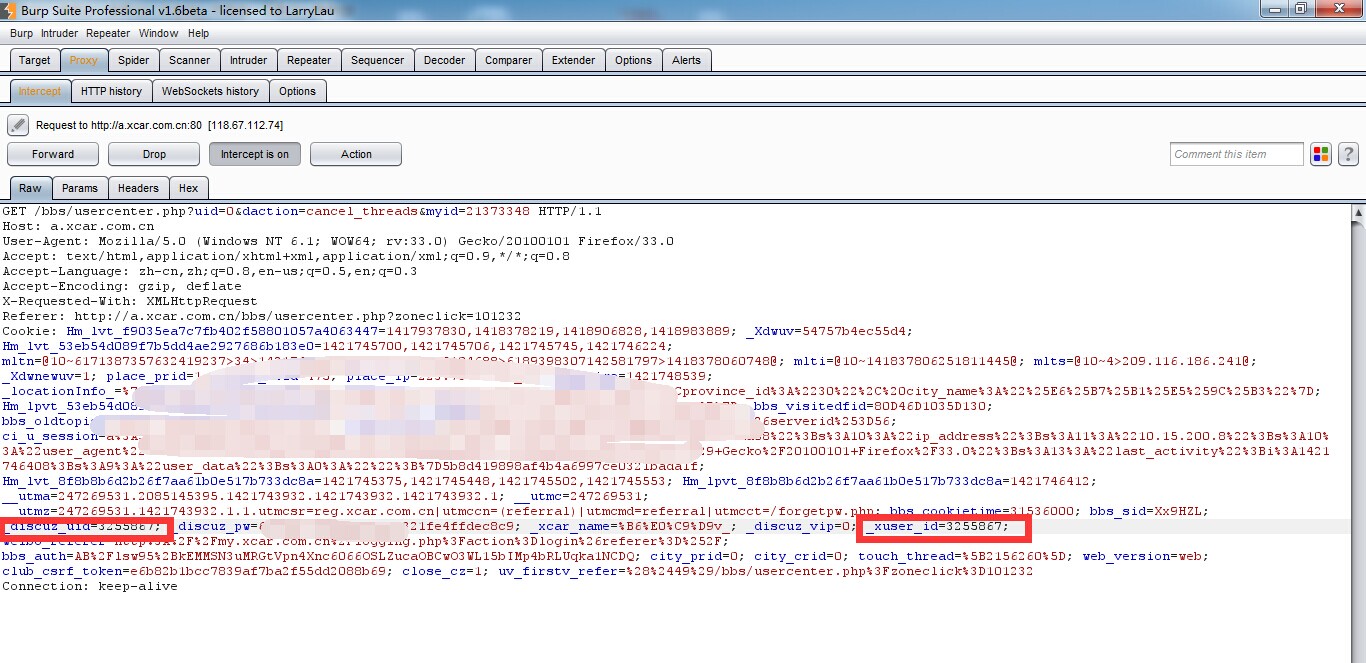 Burp Suite Professional v1.6beta - licensed to LarryLau
Burp Intruder Repeater Window Help
Target Proxy Spider Scanner Intruder Repeater Sequencer Decoder Comparer Extender Options Alerts
Intercept HTTP history WebSockets history Options
Request to http://a.xcar.com.cn:80 [118.67.112.74]
Forward Drop Intercept is on Action Comment this item ?
Raw Params Headers Hex
GET /bbs/usercenter.php?uid=0&daction=cancel_threads&myid=21373348 HTTP/1.1
Host: a.xcar.com.cn
User-Agent: Mozilla/5.0 (Windows NT 6.1; WOW64; rv:33.0) Gecko/20100101 Firefox/33.0
Accept: text/html,application/xhtml+xml,application/xml;q=0.9,*/*;q=0.8
Accept-Language: zh-cn,zh;q=0.8,en-us;q=0.5,en;q=0.3
Accept-Encoding: gzip, deflate
X-Requested-With: XMLHttpRequest
Referer: http://a.xcar.com.cn/bbs/usercenter.php?zoneclick=101232
Cookie: Hm_lvt_f9035ea7c7fb402f58801057a4063447=1417937830,1418378219,1418906828,1418983889; _Xdwuv=54757b4ec55d4;
Hm_lvt_53eb54d089f7b5dd4ae2927686b183e0=1421745700,1421745706,1421745745,1421746224;
mltn=@10~6171387357632419237>34> >6189398307142581797>1418378060748@; mlti=@10~141837806251811445@; mlts=@10~4>209.116.186.241@;
_Xdwnewuv=1; place_prid=1 place_ip= =1421748539;
_locationInfo_=%7 Cprovince_id%3A%2230%22%2C%20city_name%3A%22%25E6%25B7%25B1%25E5%259C%25B3%22%7D;
Hm_lpvt_53eb54d08 bbs_visitedfid=80D46D1035D130;
bbs_oldtopi 26serverid%253D56;
ci_u_session=a%3A %22%3Bs%3A10%3A%22ip_address%22%3Bs%3A11%3A%2210.15.200.8%22%3Bs%3A10%
3A%22user_agent%2 29+Gecko%2F20100101+Firefox%2F33.0%22%3Bs%3A13%3A%22last_activity%22%3Bi%3A1421
746408%3Bs%3A9%3A%22user_data%22%3Bs%3A0%3A%22%22%3B%7D5b8d419898af4b4a6997ce0321bada1f;
Hm_lvt_8f8b8b6d2b26f7aa61b0e517b733dc8a=1421745375,1421745448,1421745502,1421745553; Hm_lpvt_8f8b8b6d2b26f7aa61b0e517b733dc8a=1421746412;
__utma=247269531.2085145395.1421743932.1421743932.1421743932.1; __utmc=247269531;
__utmz=247269531.1421743932.1.1.utmcsr=reg.xcar.com.cn|utmccn=(referral)|utmcmd=referral|utmcct=/forgetpw.php; bbs_cookietime=31536000; bbs_sid=Xx9HZL;
_discuz_uid=3255867; _discuz_pw=6 221fe4ffdec8c9; _xcar_name=%B6%E0%C9%D9v_; _discuz_vip=0; _xuser_id=3255867;
weibo_referer=http%3A%2F%2Fmy.xcar.com.cn%2Flogging.php%3Faction%3Dlogin%26referer%3D%252F;
bbs_auth=AB%2Flsw95%2BkEMMSN3uMRGtVpn4Xnc6066OSLZucaOBCwO3WL15bIMp4bRLUqka1NCDQ; city_prid=0; city_crid=0; touch_thread=%5B2156260%5D; web_version=web;
club_csrf_token=e6b82b1bcc7839af7ba2f55dd2088b69; close_cz=1; uv_firstv_refer=%28%2449%29/bbs/usercenter.php%3Fzoneclick%3D101232
Connection: keep-alive